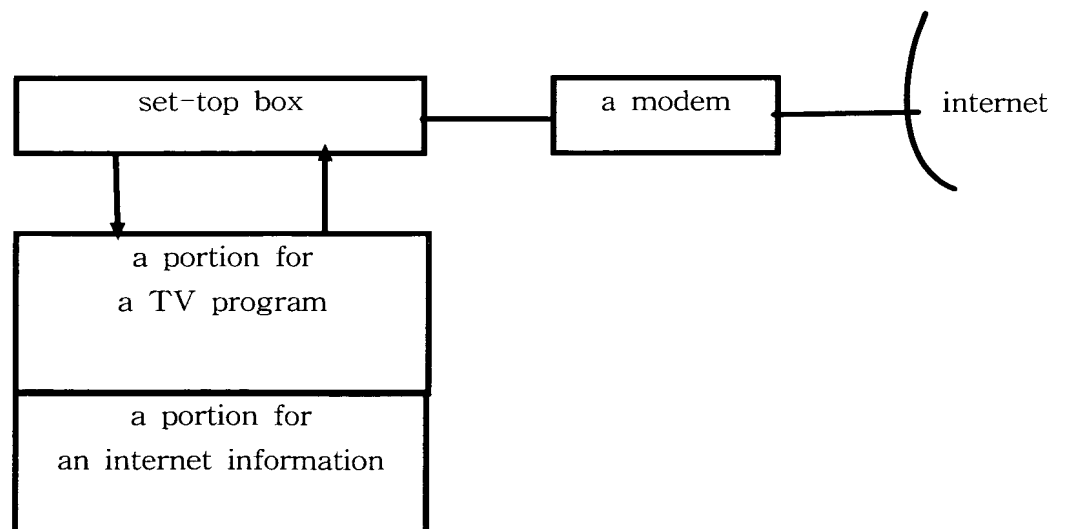 set-top box
a modem
internet
a portion for
a TV program
a portion for
an internet information